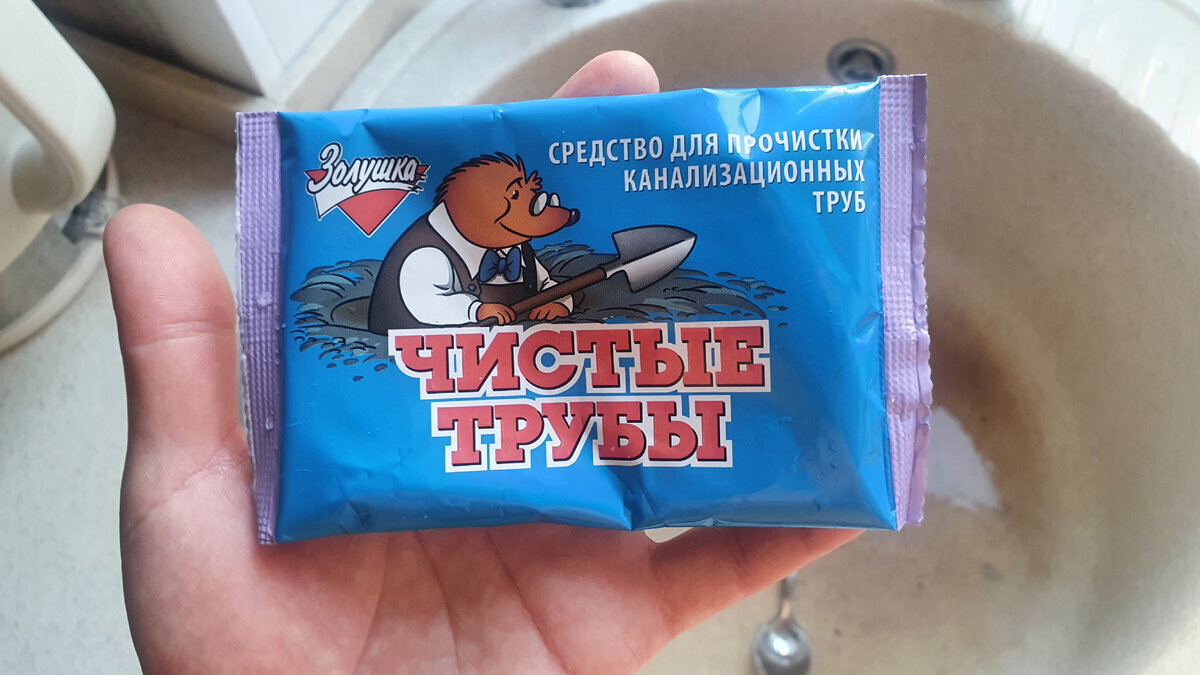 Золушка
СРЕДСТВО ДЛЯ ПРОЧИСТКИ
КАНАЛИЗАЦИОННЫХ
ТРУБ
ЧИСТЫЕ
ТРУБЫ